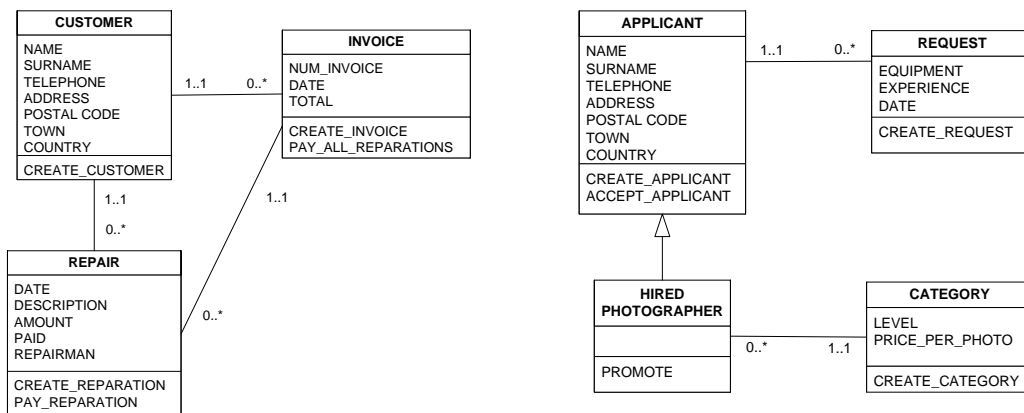 CUSTOMER
NAME
SURNAME
TELEPHONE
ADDRESS
POSTAL CODE
TOWN
COUNTRY
CREATE_CUSTOMER
1..1
0..*
INVOICE
NUM_INVOICE
DATE
TOTAL
CREATE_INVOICE
PAY_ALL_REPARATIONS
1..1
0..*
1..1
0..*
REPAIR
DATE
DESCRIPTION
AMOUNT
PAID
REPAIRMAN
CREATE_REPARATION
PAY_REPARATION
APPLICANT
NAME
SURNAME
TELEPHONE
ADDRESS
POSTAL CODE
TOWN
COUNTRY
CREATE_APPLICANT
ACCEPT_APPLICANT
1..1
0..*
REQUEST
EQUIPMENT
EXPERIENCE
DATE
CREATE_REQUEST
HIRED
PHOTOGRAPHER
PROMOTE
0..*
1..1
CATEGORY
LEVEL
PRICE_PER_PHOTO
CREATE_CATEGORY